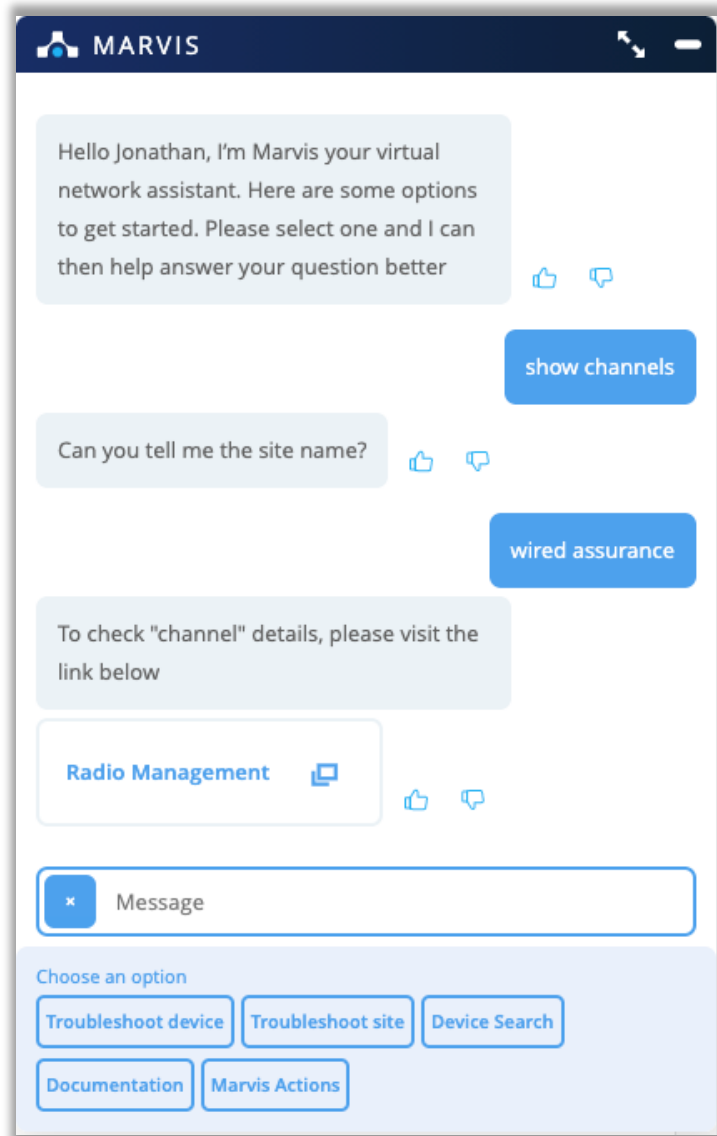 MARVIS
Hello Jonathan, I'm Marvis your virtual
network assistant. Here are some options
to get started. Please select one and I can
then help answer your question better
show channels
Can you tell me the site name?
wired assurance
To check "channel" details, please visit the
link below
Radio Management
Message
Choose an option
Troubleshoot device Troubleshoot site Device Search
Documentation Marvis Actions